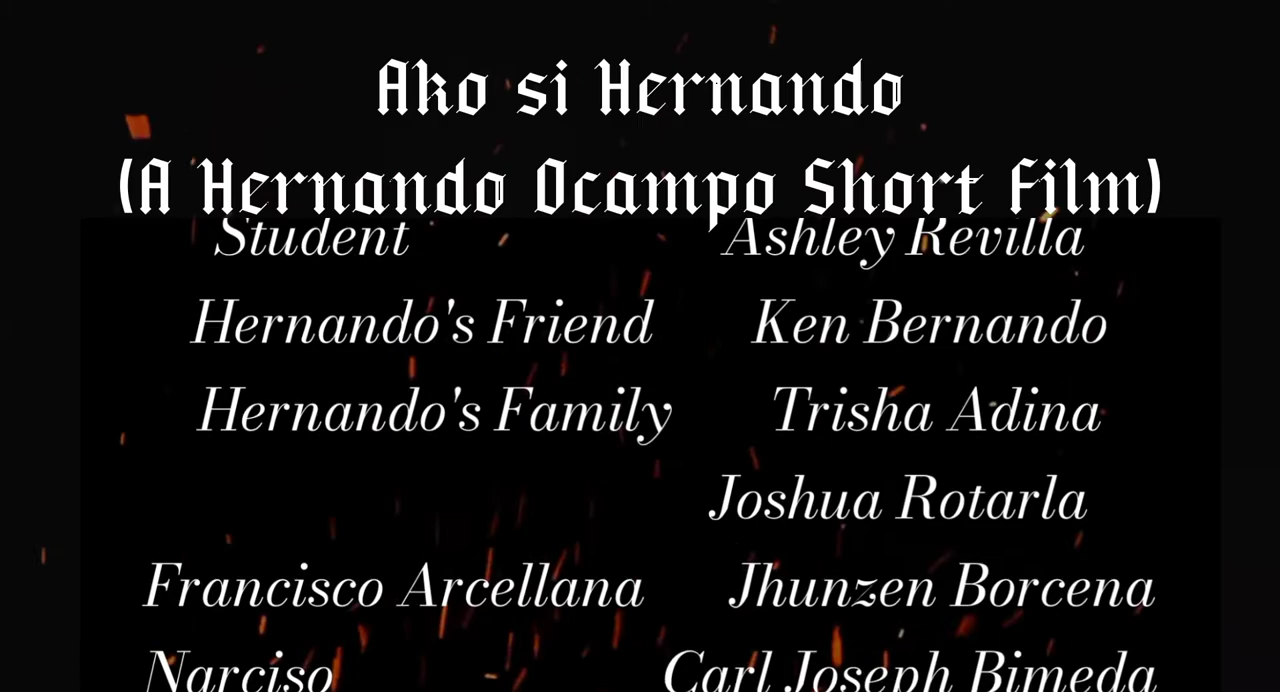 Ako si Hernando
(A Hernando Ocampo Short Film)
Student Ashley Revilla
Hernando's Friend Ken Bernando
Hernando's Family Trisha Adina
Joshua Rotarla
Francisco Arcellana Jhunzen Borcena
Narciso Carl Joseph Bimeda